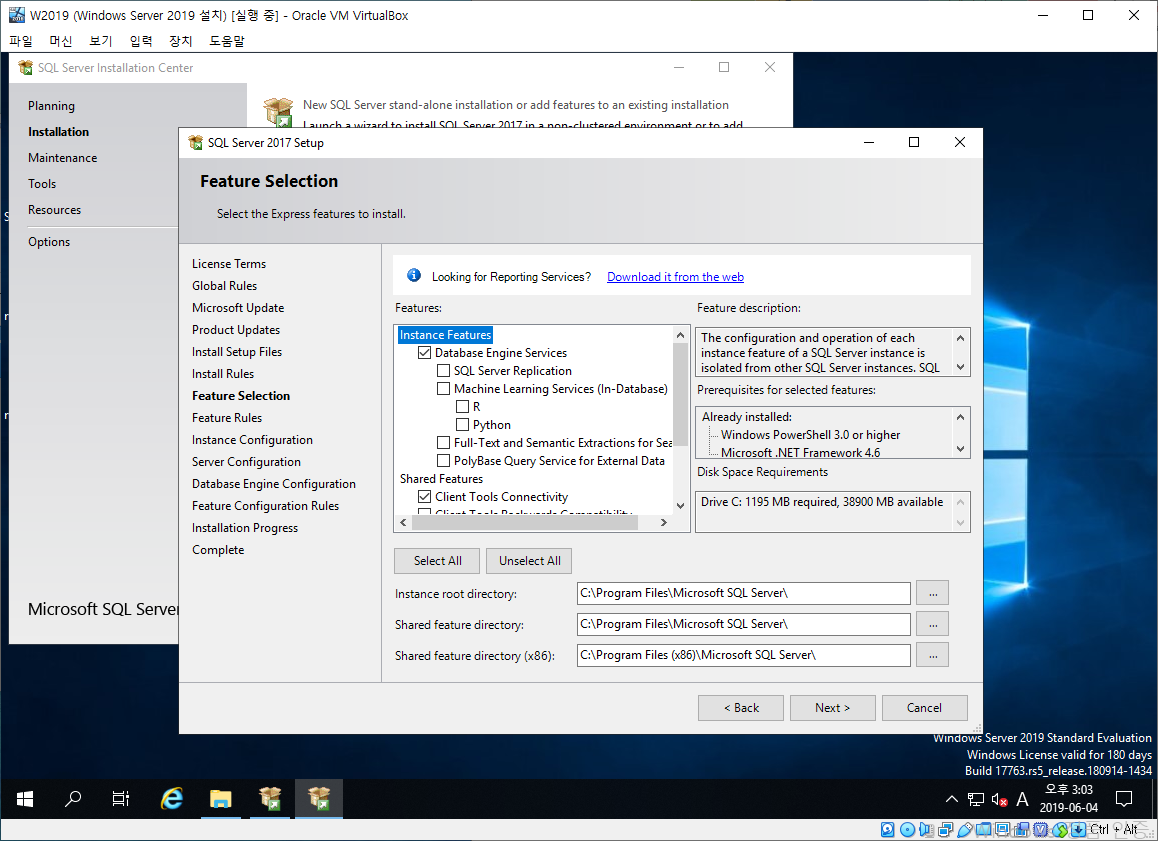 W2019 (Windows Server 2019 설치) [실행 중] - Oracle VM VirtualBox
파일 머신 보기 입력 장치 도움말
SQL Server Installation Center
Planning
Installation
Maintenance
Tools
Resources
Options
New SQL Server stand-alone installation or add features to an existing installation
Launch a wizard to install SQL Server 2017 in a non-clustered environment or to add
Microsoft SQL Server
SQL Server 2017 Setup
Feature Selection
Select the Express features to install.
License Terms
Global Rules
Microsoft Update
Product Updates
Install Setup Files
Install Rules
Feature Selection
Feature Rules
Instance Configuration
Server Configuration
Database Engine Configuration
Feature Configuration Rules
Installation Progress
Complete
Looking for Reporting Services? Download it from the web
Features:
Instance Features
Database Engine Services
SQL Server Replication
Machine Learning Services (In-Database)
R
Python
Full-Text and Semantic Extractions for Sea
PolyBase Query Service for External Data
Shared Features
Client Tools Connectivity
Client Tools Backwards Compatibility
Feature description:
The configuration and operation of each
instance feature of a SQL Server instance is
isolated from other SQL Server instances. SQL
Prerequisites for selected features:
Already installed:
Windows PowerShell 3.0 or higher
Microsoft .NET Framework 4.6
Disk Space Requirements
Drive C: 1195 MB required, 38900 MB available
Select All
Unselect All
Instance root directory:
C:\Program Files\Microsoft SQL Server\
...
Shared feature directory:
C:\Program Files\Microsoft SQL Server\
...
Shared feature directory (x86):
C:\Program Files (x86)\Microsoft SQL Server\
...
< Back
Next >
Cancel
Windows Server 2019 Standard Evaluation
Windows License valid for 180 days
Build 17763.rs5_release.180914-1434
A
오후 3:03
2019-06-04
Ctrl + Alt